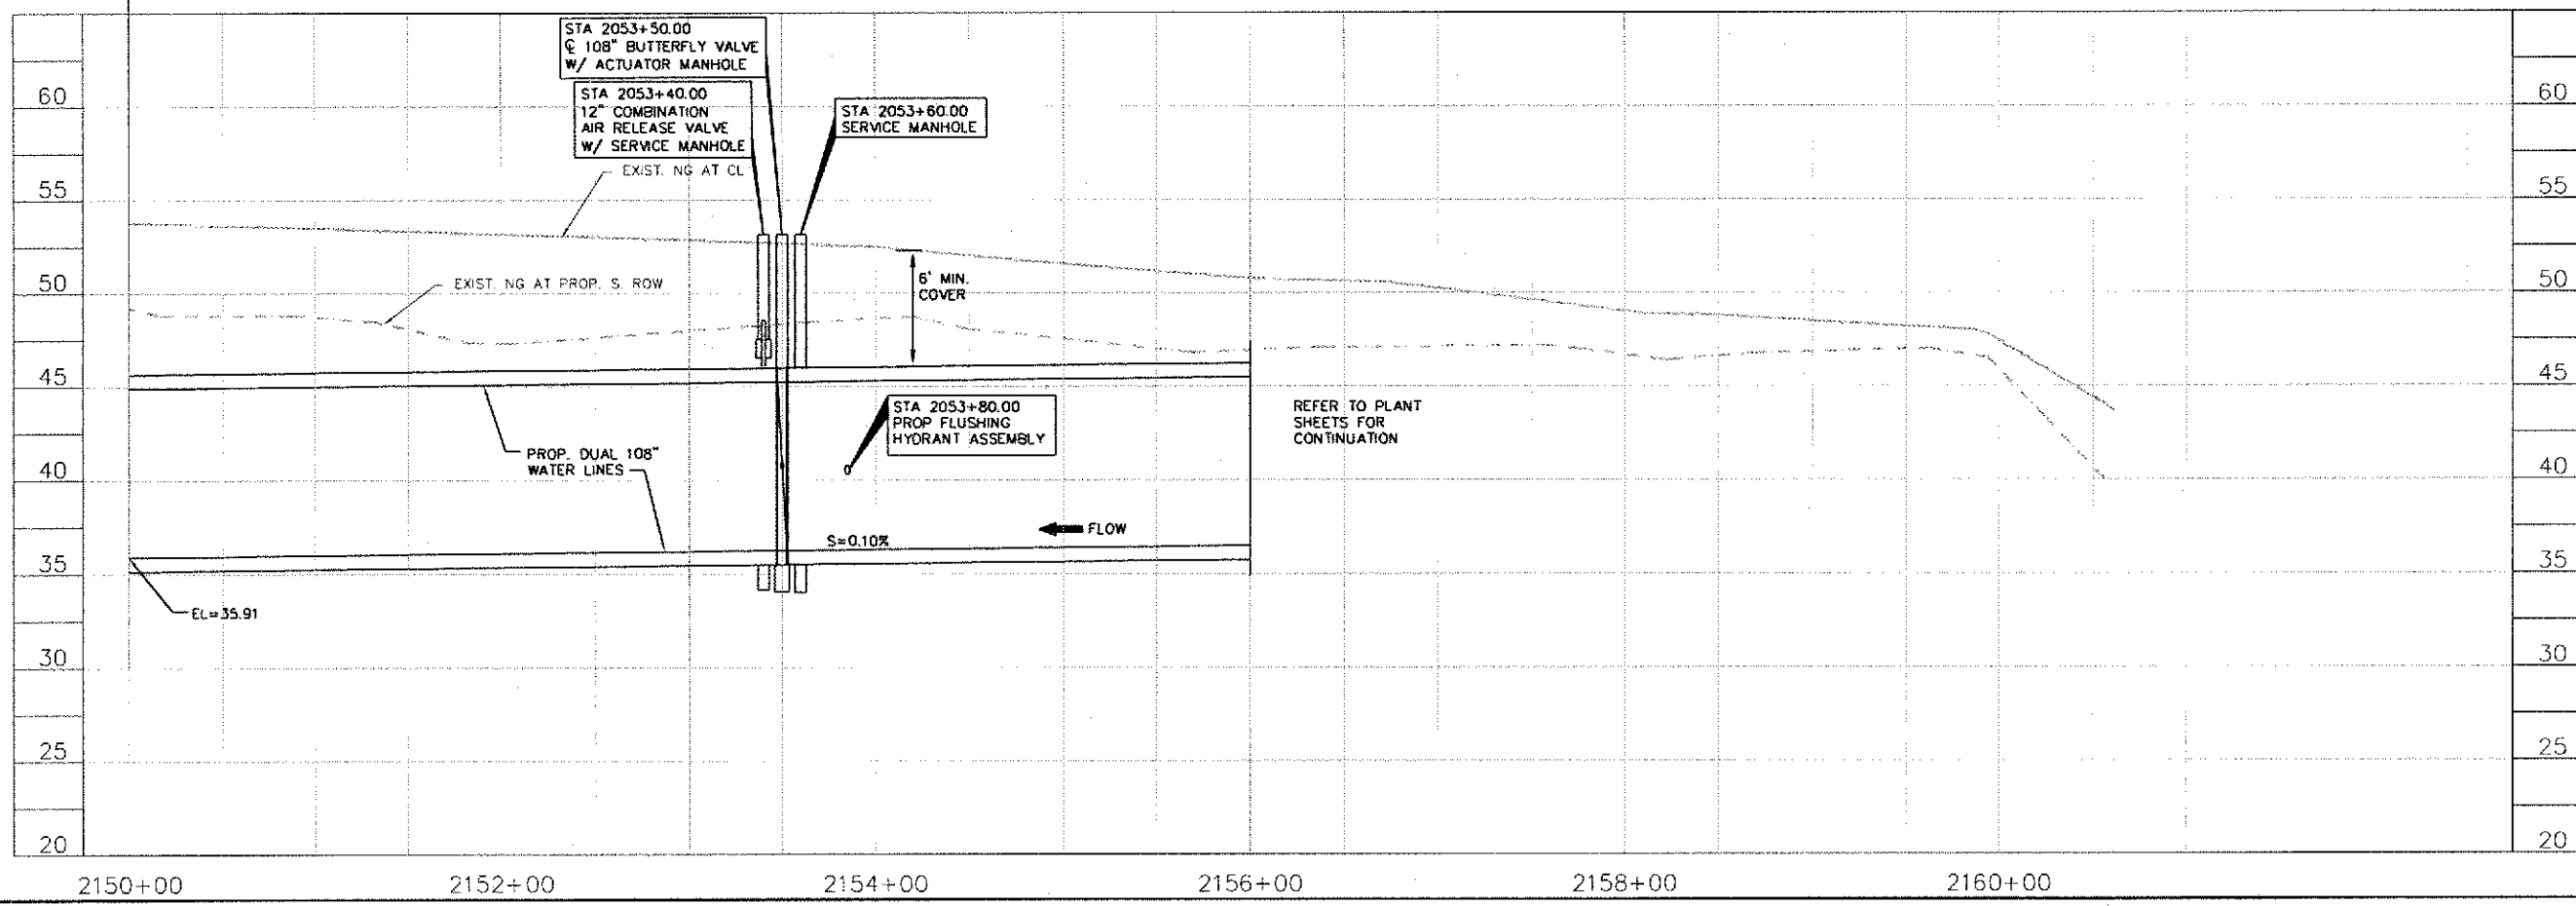 STA 2053+50.00
℄ 108" BUTTERFLY VALVE
W/ ACTUATOR MANHOLE
STA 2053+40.00
12" COMBINATION
AIR RELEASE VALVE
W/ SERVICE MANHOLE
STA 2053+60.00
SERVICE MANHOLE
EXIST. NG AT CL
EXIST. NG AT PROP. S. ROW
6' MIN.
COVER
STA 2053+80.00
PROP FLUSHING
HYDRANT ASSEMBLY
REFER TO PLANT
SHEETS FOR
CONTINUATION
PROP. DUAL 108"
WATER LINES
FLOW
S=0.10%
EL=35.91
60
55
50
45
40
35
30
25
20
60
55
50
45
40
35
30
25
20
2150+00
2152+00
2154+00
2156+00
2158+00
2160+00